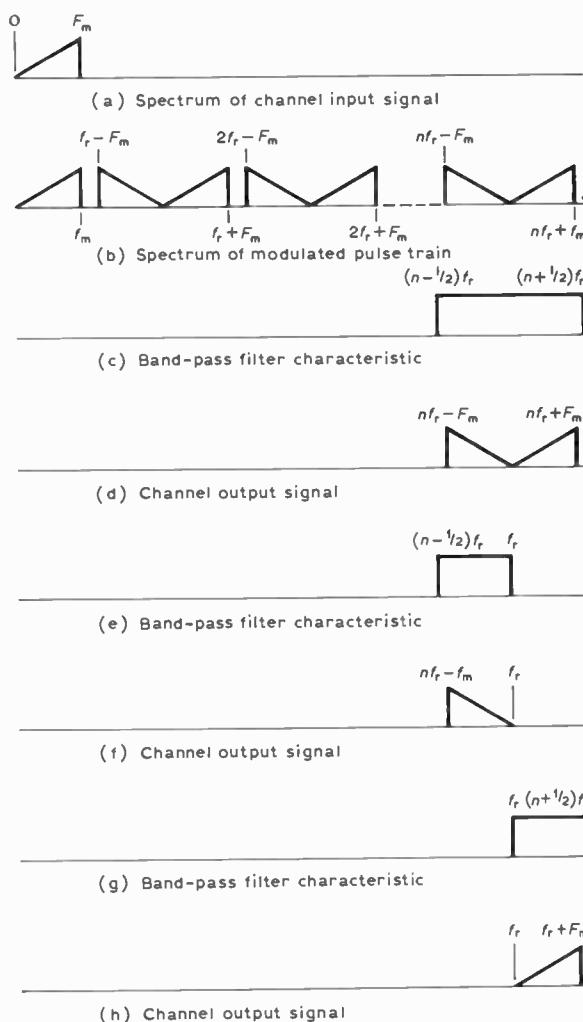 O F_m
(a) Spectrum of channel input signal
f_r − F_m 2f_r − F_m nf_r − F_m
f_m f_r + F_m 2f_r + F_m nf_r + f_m
(b) Spectrum of modulated pulse train
(n − 1/2) f_r (n + 1/2) f_r
(c) Band-pass filter characteristic
nf_r − F_m nf_r + F_m
(d) Channel output signal
(n − 1/2) f_r f_r
(e) Band-pass filter characteristic
nf_r − f_m f_r
(f) Channel output signal
f_r (n + 1/2) f
(g) Band-pass filter characteristic
f_r f_r + F
(h) Channel output signal